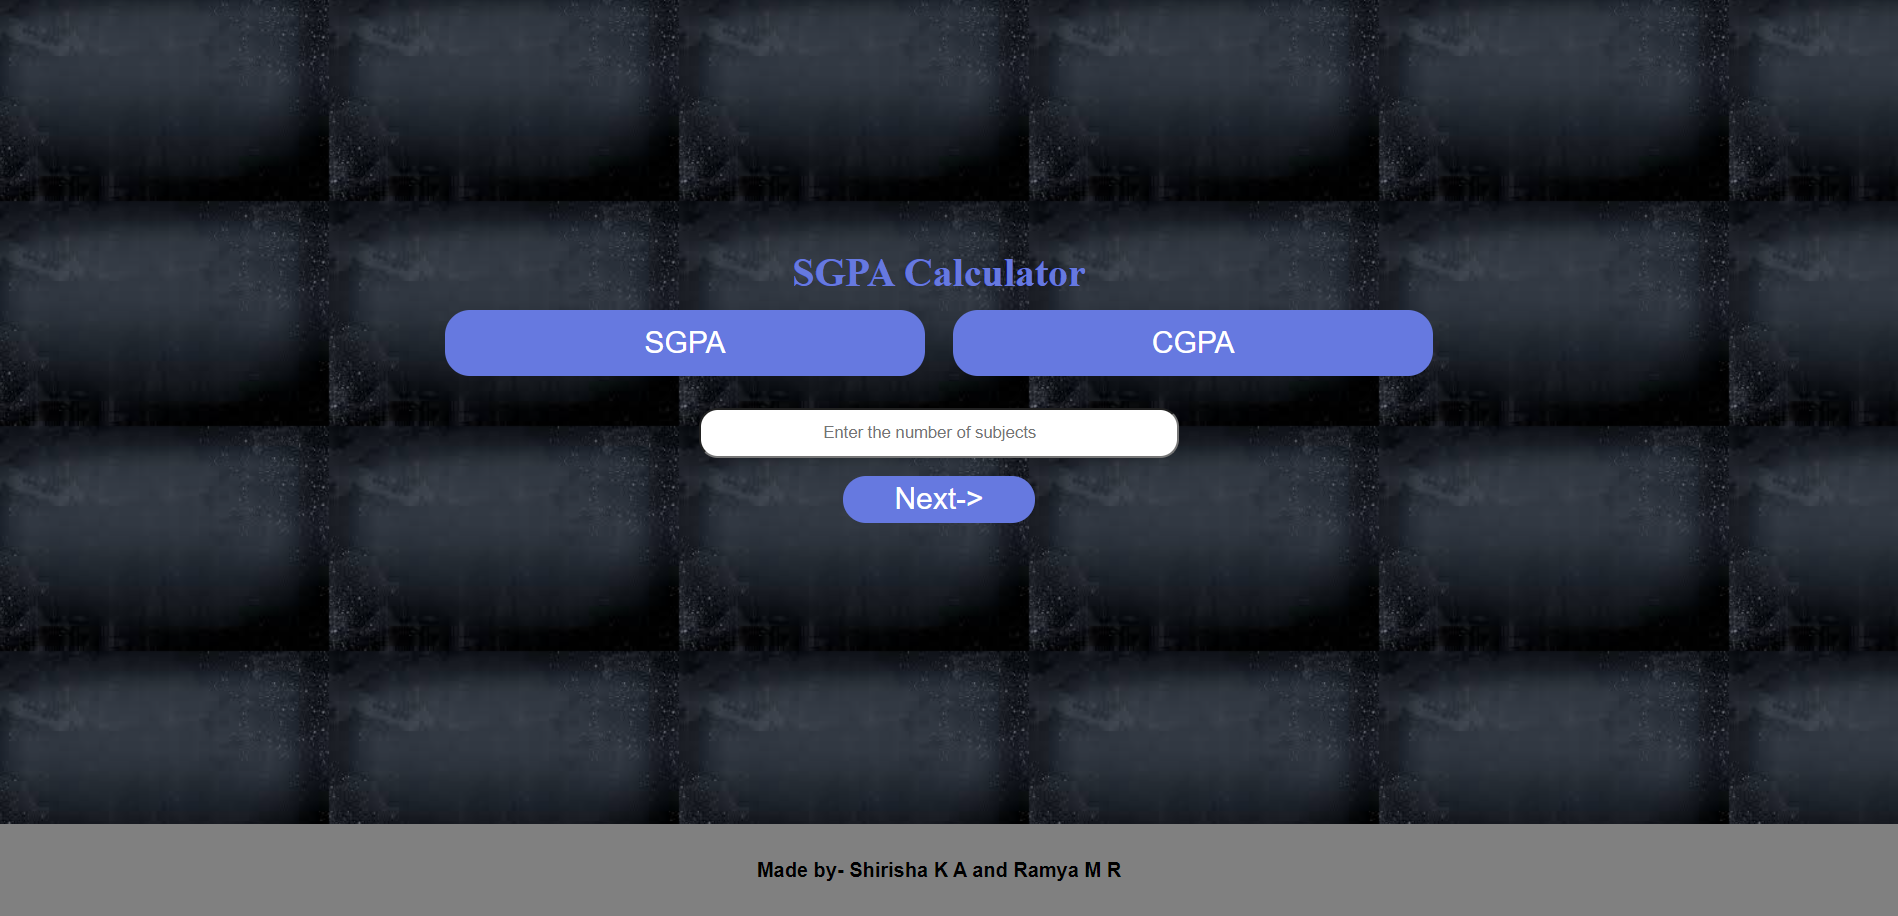 SGPA Calculator
SGPA
CGPA
Enter the number of subjects
Next->
Made by- Shirisha K A and Ramya M R